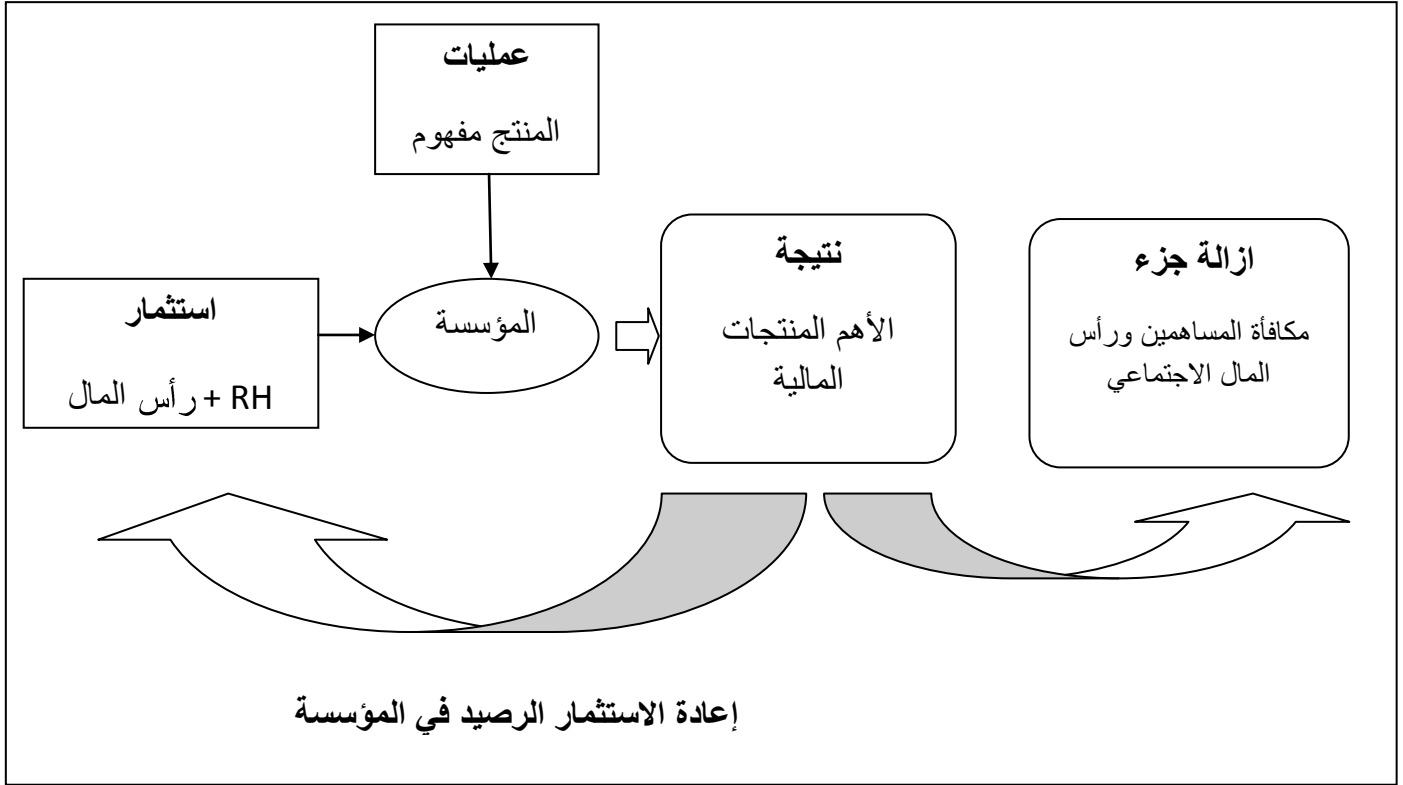 عمليات
المنتج مفهوم
استثمار
RH + رأس المال
المؤسسة
نتيجة
الأهم المنتجات
المالية
ازالة جزء
مكافأة المساهمين ورأس
المال الاجتماعي
إعادة الاستثمار الرصيد في المؤسسة